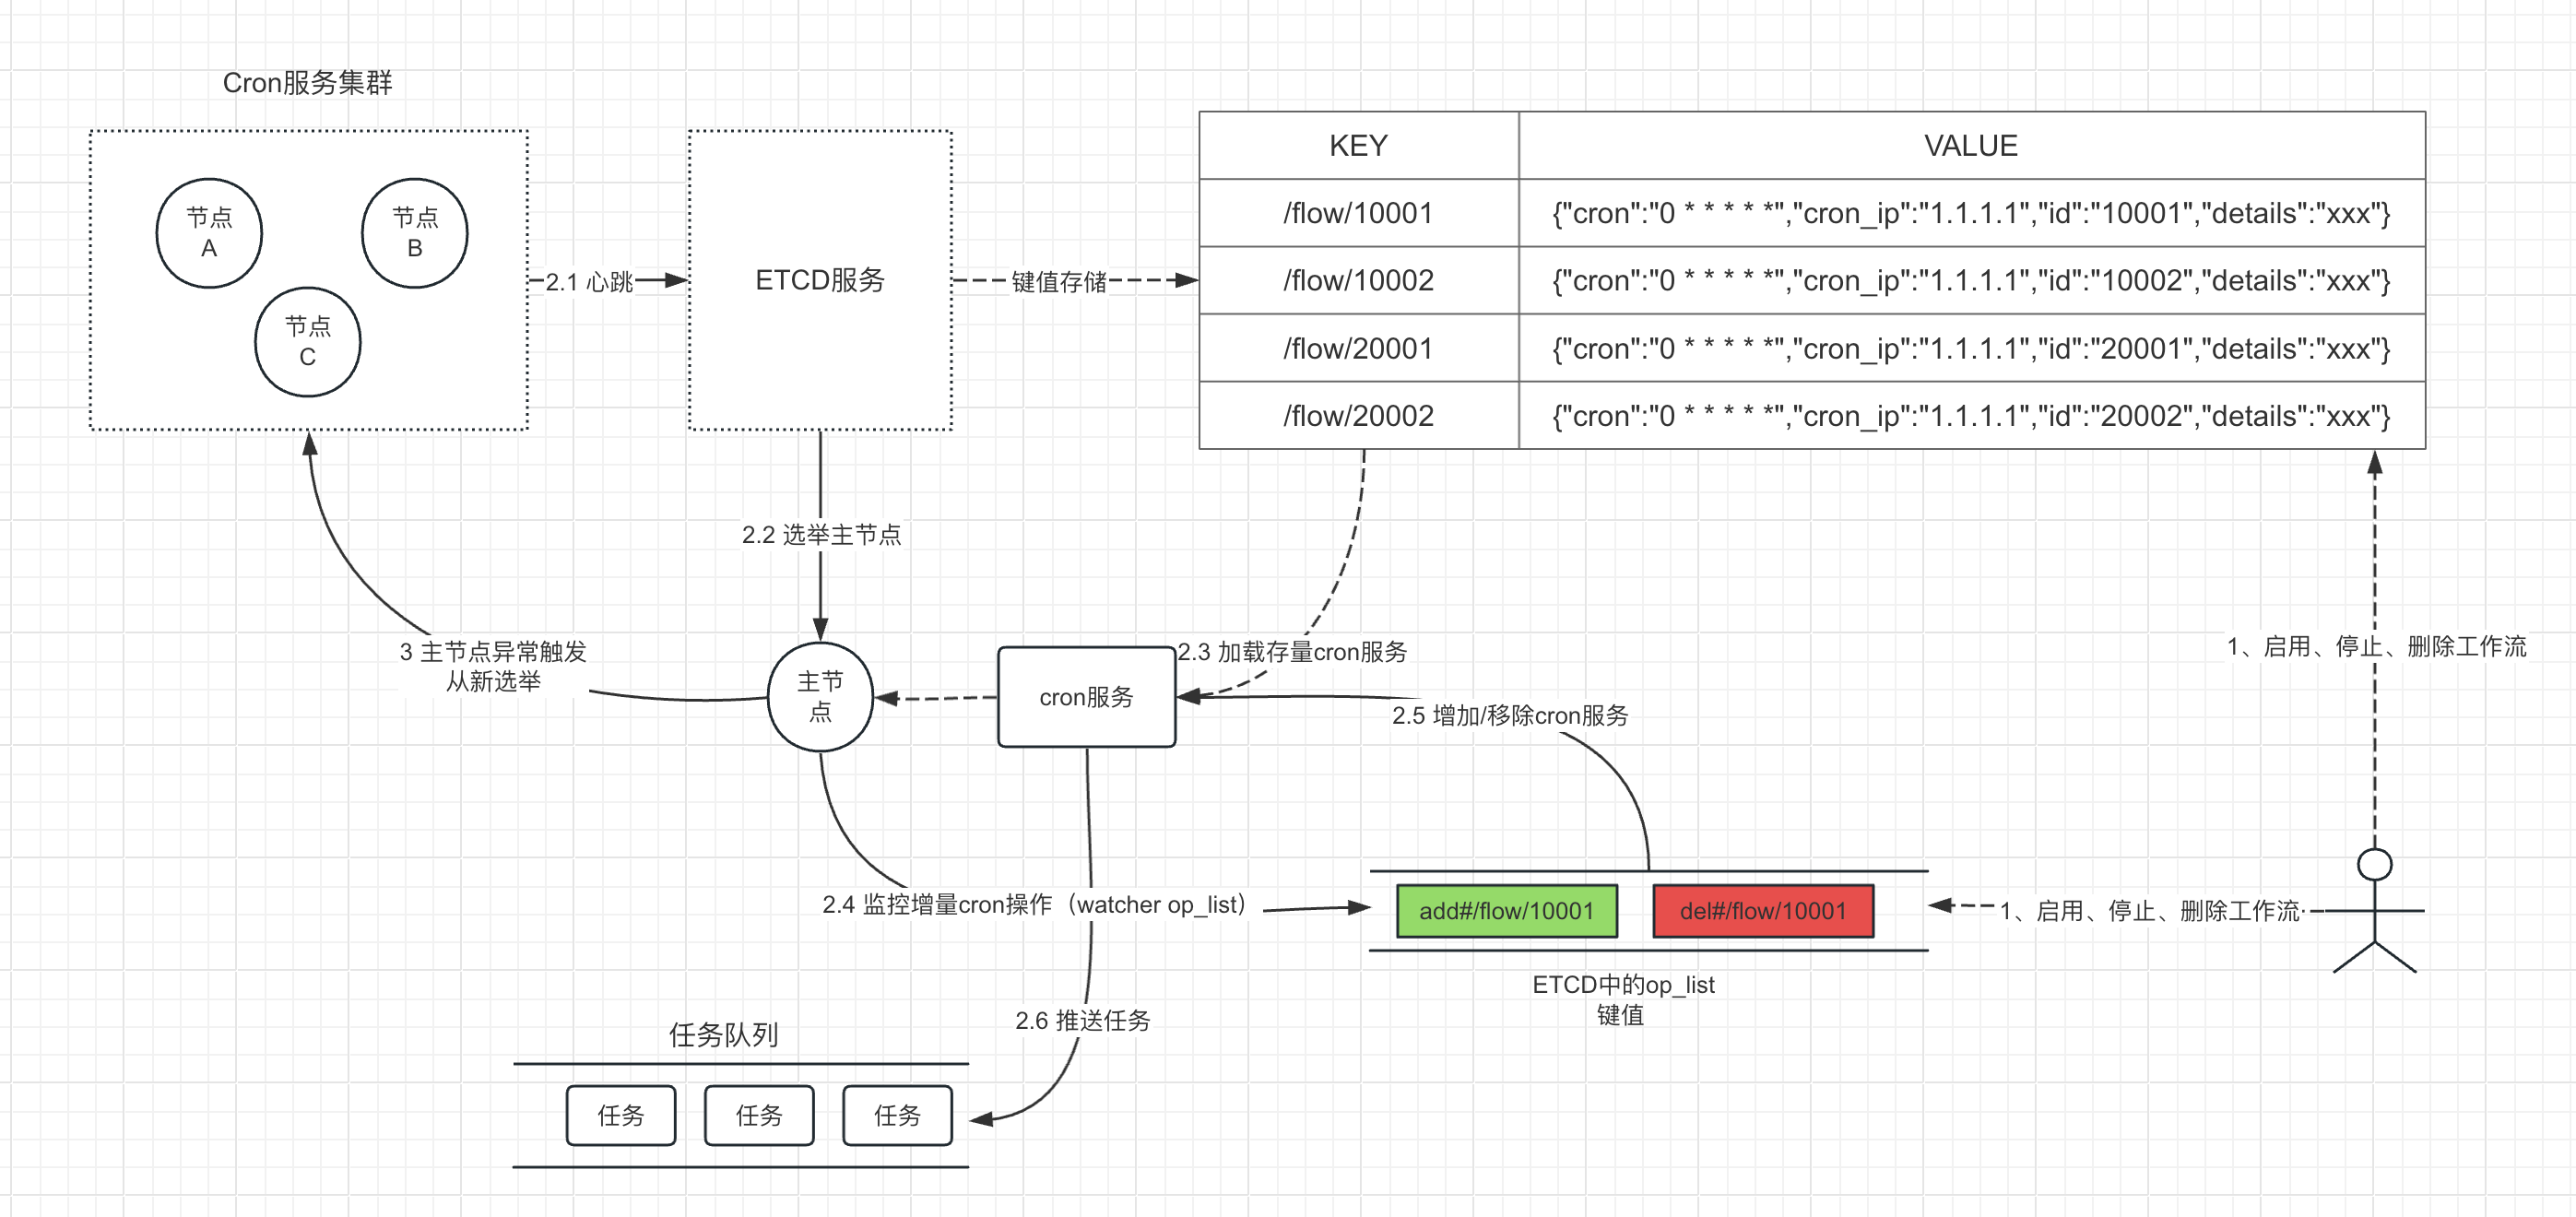 Cron服务集群
节点
A
节点
B
节点
C
2.1 心跳
ETCD服务
键值存储
KEY
VALUE
/flow/10001
{"cron":"0 * * * * *","cron_ip":"1.1.1.1","id":"10001","details":"xxx"}
/flow/10002
{"cron":"0 * * * * *","cron_ip":"1.1.1.1","id":"10002","details":"xxx"}
/flow/20001
{"cron":"0 * * * * *","cron_ip":"1.1.1.1","id":"20001","details":"xxx"}
/flow/20002
{"cron":"0 * * * * *","cron_ip":"1.1.1.1","id":"20002","details":"xxx"}
2.2 选举主节点
3 主节点异常触发
从新选举
主节
点
cron服务
2.3 加载存量cron服务
2.5 增加/移除cron服务
1、启用、停止、删除工作流
2.4 监控增量cron操作（watcher op_list）
add#/flow/10001
del#/flow/10001
1、启用、停止、删除工作流
ETCD中的op_list
键值
2.6 推送任务
任务队列
任务
任务
任务